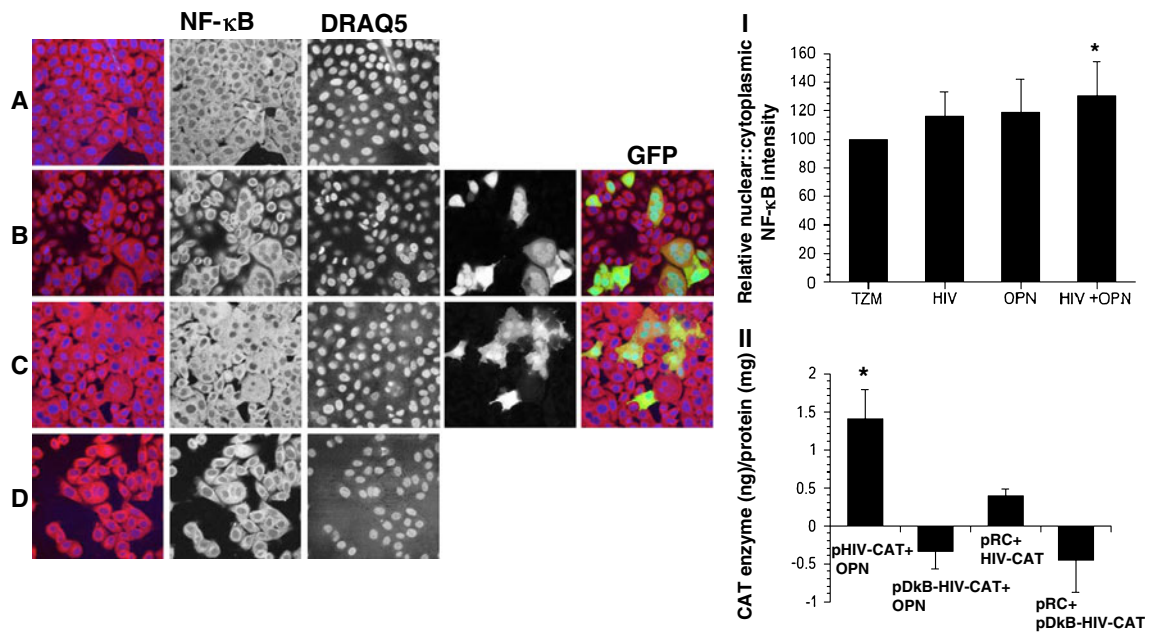 NF-κB DRAQ5
A
B
GFP
C
D
I
Relative nuclear::cytoplasmic
NF-κB intensity
160
140
120
100
80
60
40
20
0
*
TZM HIV OPN HIV +OPN
II
CAT enzyme (ng)/protein (mg)
2
1.5
1
0.5
0
-0.5
-1
*
pHIV-CAT+
OPN
pDkB-HIV-CAT+
OPN
pRC+
HIV-CAT
pRC+
pDkB-HIV-CAT